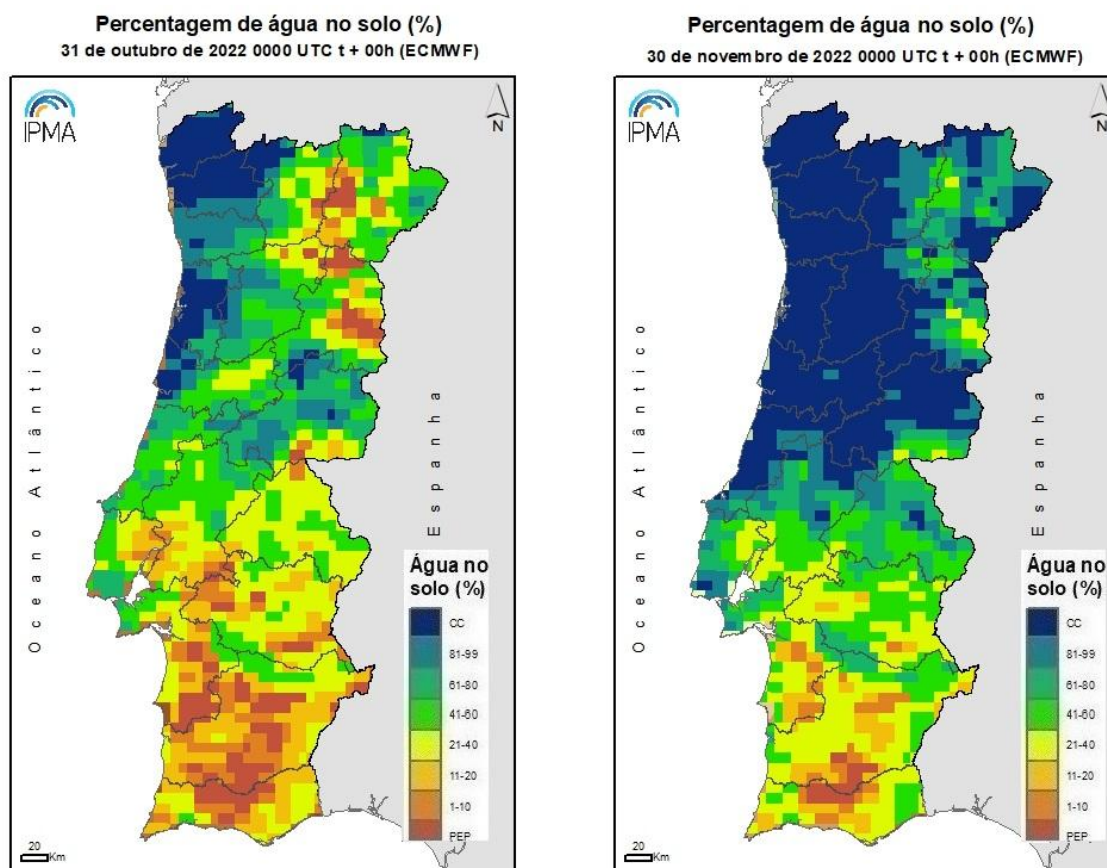 Percentagem de água no solo (%)
31 de outubro de 2022 0000 UTC t + 00h (ECMWF)
IPMA
N
Oceano Atlântico
Espanha
Água no
solo (%)
CC
81-99
61-80
41-60
21-40
11-20
1-10
PEP
20
Km
Percentagem de água no solo (%)
30 de novembro de 2022 0000 UTC t + 00h (ECMWF)
IPMA
N
Oceano Atlântico
Espanha
Água no
solo (%)
CC
81-99
61-80
41-60
21-40
11-20
1-10
PEP
20
Km